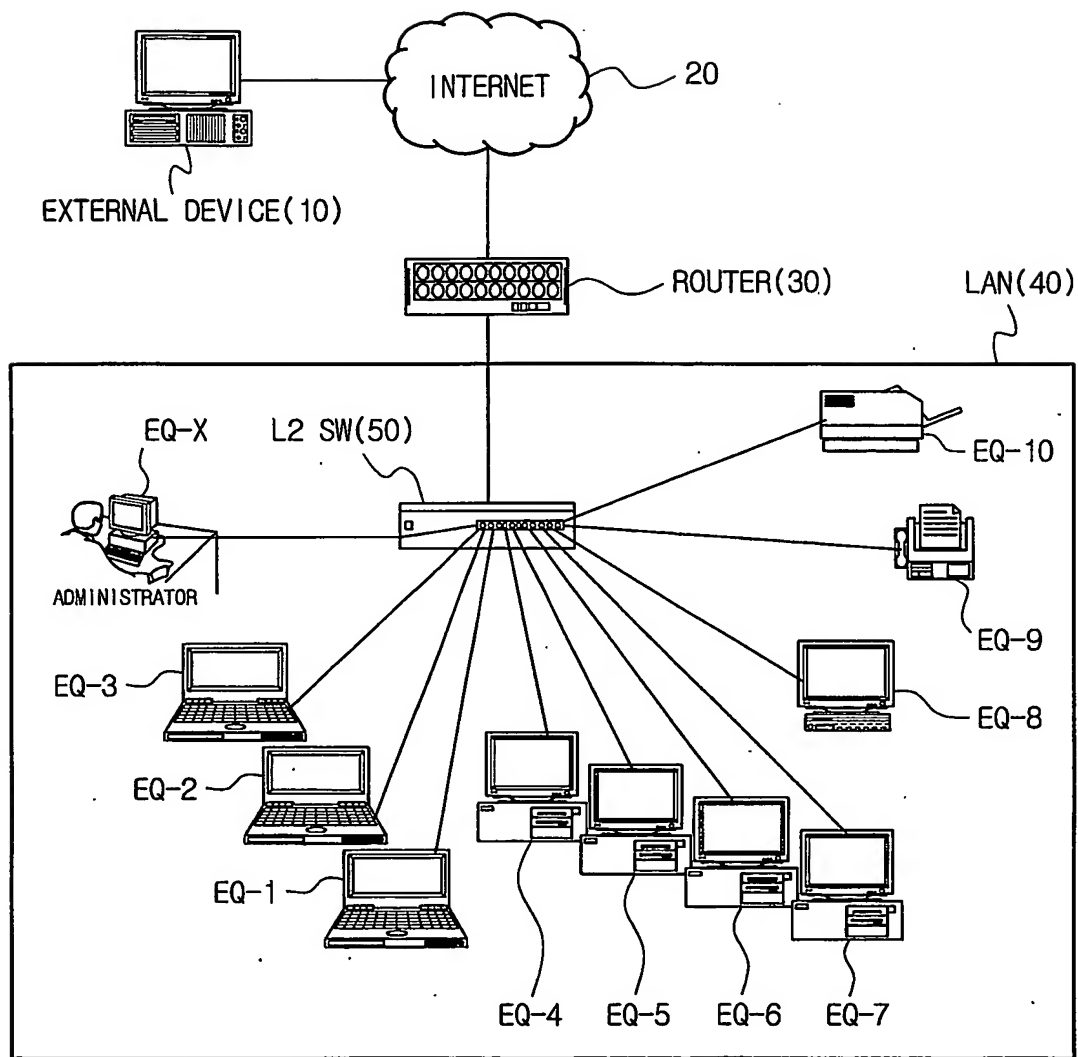 INTERNET
20
EXTERNAL DEVICE(10)
ROUTER(30)
LAN(40)
EQ-X
L2 SW(50)
EQ-10
ADMINISTRATOR
EQ-9
EQ-3
EQ-8
EQ-2
EQ-1
EQ-4
EQ-5
EQ-6
EQ-7